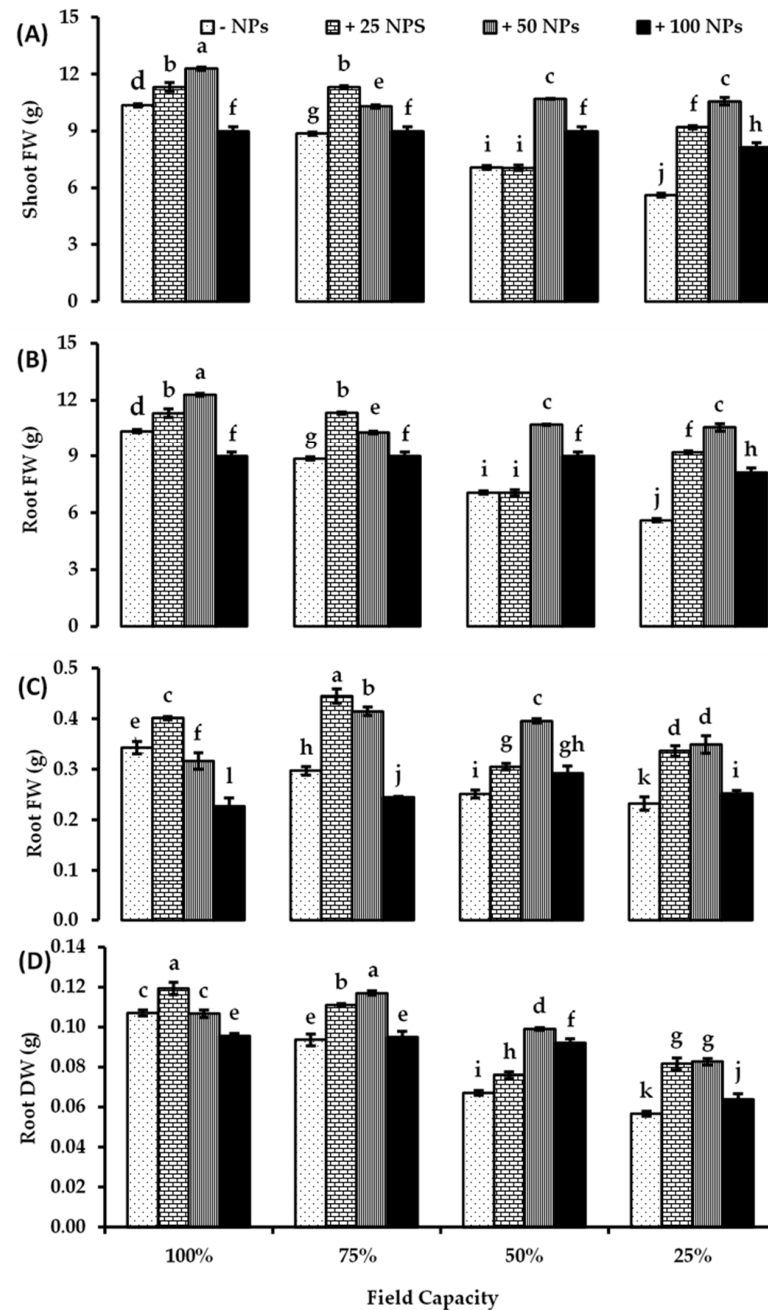 (A)
- NPs + 25 NPS + 50 NPs + 100 NPs
Shoot FW (g)
15
12
9
6
3
0
d b a f g b e f i i c f j f c h
(B)
Root FW (g)
15
12
9
6
3
0
d b a f g b e f i i c f j f c h
(C)
Root FW (g)
0.5
0.4
0.3
0.2
0.1
0.0
e c f l h a b j i g c gh k d d i
(D)
Root DW (g)
0.14
0.12
0.10
0.08
0.06
0.04
0.02
0.00
c a c e e b a e i h d f k g g j
100% 75% 50% 25%
Field Capacity